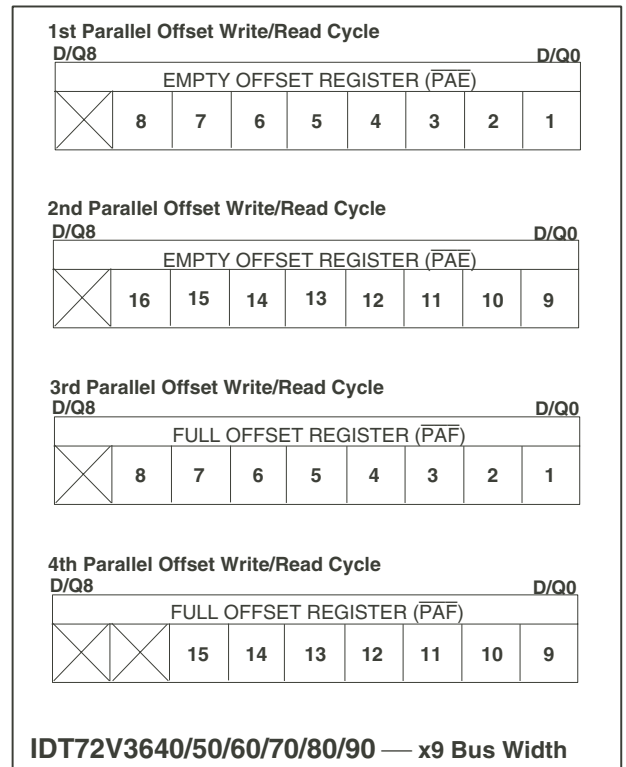 1st Parallel Offset Write/Read Cycle
D/Q8 D/Q0
EMPTY OFFSET REGISTER (PAE)
8 7 6 5 4 3 2 1
2nd Parallel Offset Write/Read Cycle
D/Q8 D/Q0
EMPTY OFFSET REGISTER (PAE)
16 15 14 13 12 11 10 9
3rd Parallel Offset Write/Read Cycle
D/Q8 D/Q0
FULL OFFSET REGISTER (PAF)
8 7 6 5 4 3 2 1
4th Parallel Offset Write/Read Cycle
D/Q8 D/Q0
FULL OFFSET REGISTER (PAF)
15 14 13 12 11 10 9
IDT72V3640/50/60/70/80/90 — x9 Bus Width